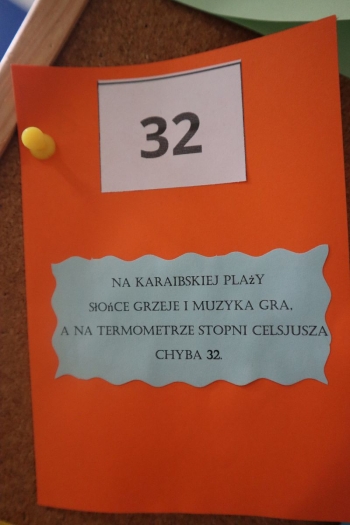 32
NA KARAIBSKIEJ PLAŻY
SŁOŃCE GRZEJE I MUZYKA GRA,
A NA TERMOMETRZE STOPNI CELSJUSZA
CHYBA 32.